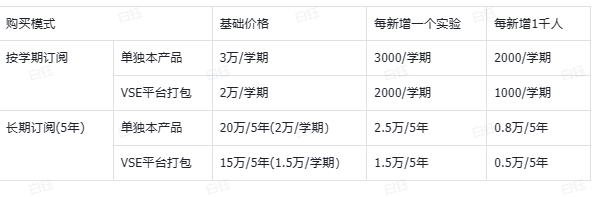 购买模式 基础价格 每新增一个实验 每新增1千人
按学期订阅 单独本产品 3万/学期 3000/学期 2000/学期
VSE平台打包 2万/学期 2000/学期 1000/学期
长期订阅(5年) 单独本产品 20万/5年(2万/学期) 2.5万/5年 0.8万/5年
VSE平台打包 15万/5年(1.5万/学期) 1.5万/5年 0.5万/5年